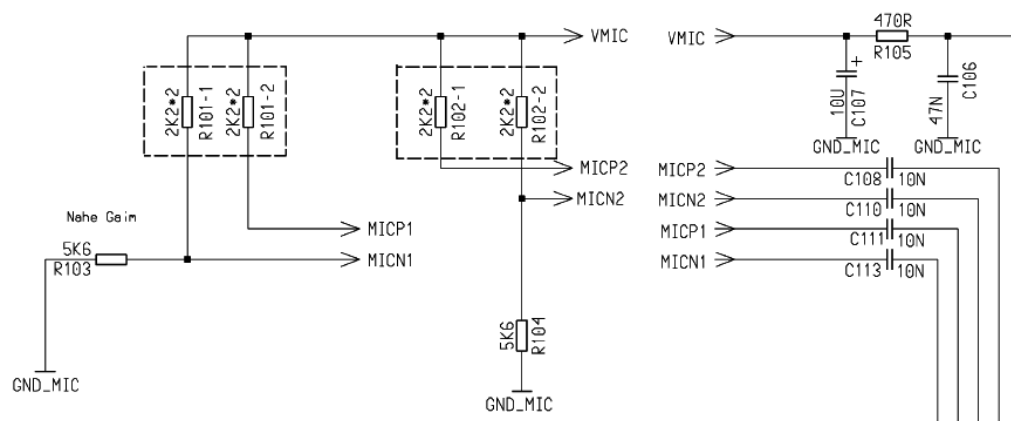 470R
VMIC
VMIC
R105
2K2*2
R101-1
2K2*2
R101-2
2K2*2
R102-1
2K2*2
R102-2
+
10U
C107
47N
C106
GND_MIC
GND_MIC
MICP2
MICP2
C108
10N
MICN2
MICN2
C110
10N
Nahe Gaim
MICP1
MICP1
C111
10N
5K6
R103
MICN1
MICN1
C113
10N
5K6
R104
GND_MIC
GND_MIC